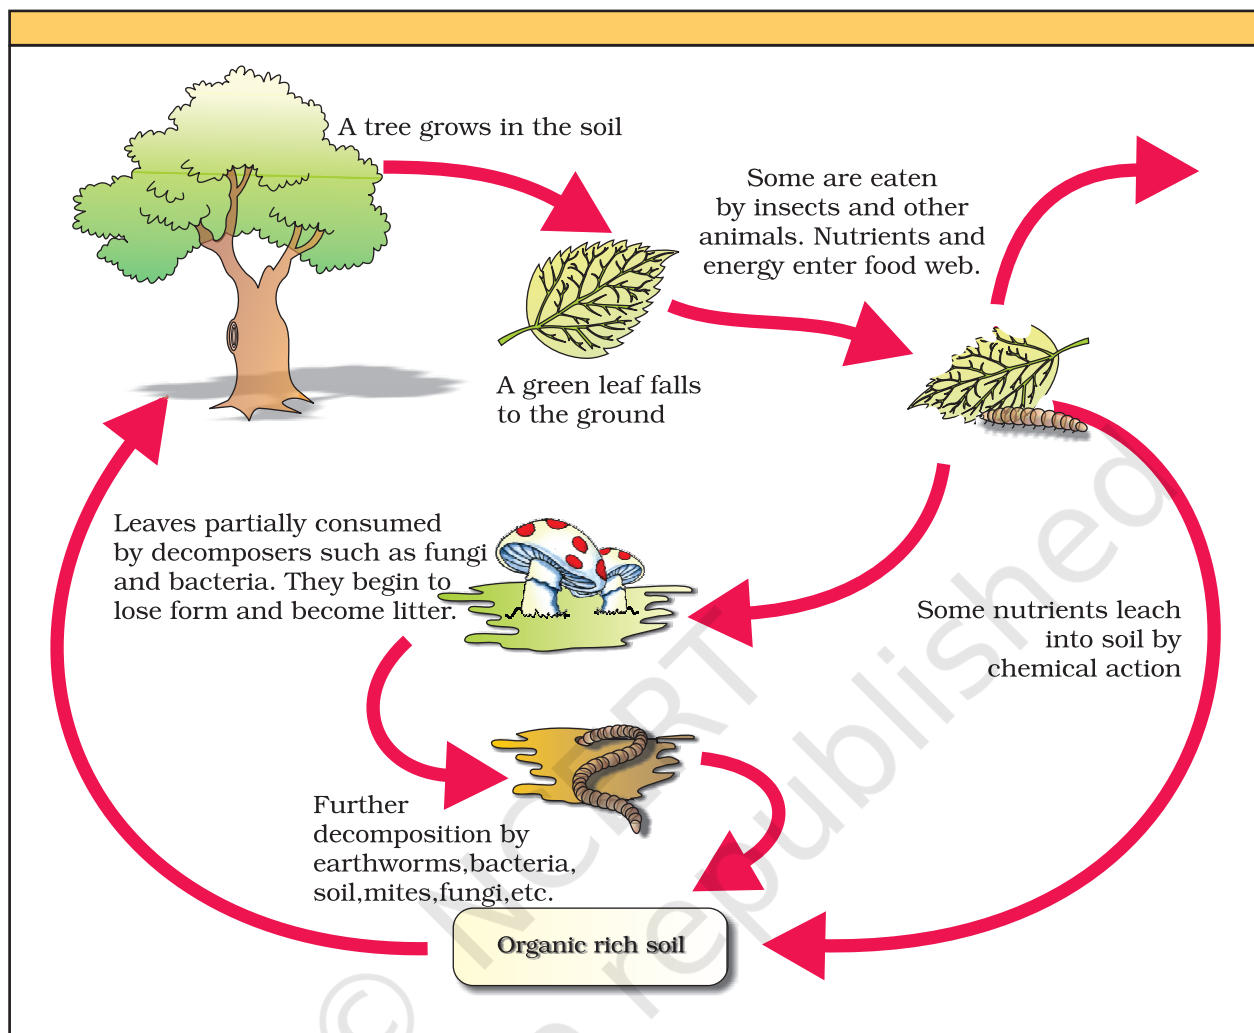 A tree grows in the soil
Some are eaten
by insects and other
animals. Nutrients and
energy enter food web.
A green leaf falls
to the ground
Leaves partially consumed
by decomposers such as fungi
and bacteria. They begin to
lose form and become litter.
Some nutrients leach
into soil by
chemical action
Further
decomposition by
earthworms,bacteria,
soil,mites,fungi,etc.
Organic rich soil
© NCERT
republished